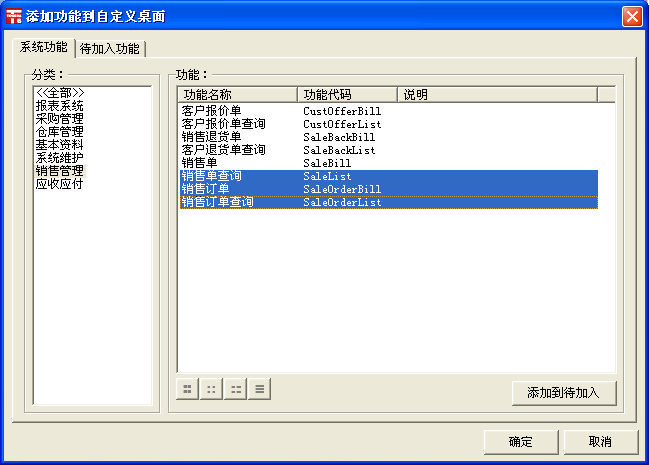 添加功能到自定义桌面
系统功能 待加入功能
分类：
<<全部>>
报表系统
采购管理
仓库管理
基本资料
系统维护
销售管理
应收应付
功能：
功能名称 功能代码 说明
客户报价单 CustOfferBill
客户报价单查询 CustOfferList
销售退货单 SaleBackBill
客户退货单查询 SaleBackList
销售单 SaleBill
销售单查询 SaleList
销售订单 SaleOrderBill
销售订单查询 SaleOrderList
添加到待加入
确定 取消